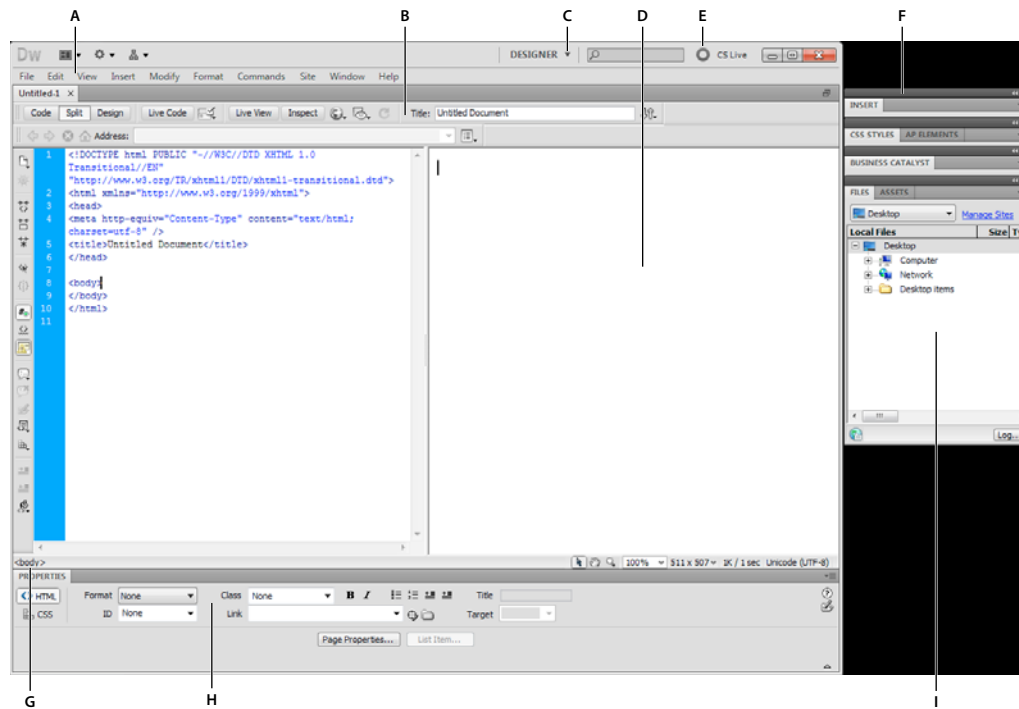 A B C D E F
Dw DESIGNER CS Live
File Edit View Insert Modify Format Commands Site Window Help
Untitled-1 ×
Code Split Design Live Code Live View Inspect Title: Untitled Document
Address:
1 <!DOCTYPE html PUBLIC "-//W3C//DTD XHTML 1.0
Transitional//EN"
"http://www.w3.org/TR/xhtml1/DTD/xhtml1-transitional.dtd">
2 <html xmlns="http://www.w3.org/1999/xhtml">
3 <head>
4 <meta http-equiv="Content-Type" content="text/html;
charset=utf-8" />
5 <title>Untitled Document</title>
6 </head>
7
8 <body>
9 </body>
10 </html>
11
INSERT
CSS STYLES AP ELEMENTS
BUSINESS CATALYST
FILES ASSETS
Desktop Manage Sites
Local Files Size Ty
Desktop
Computer
Network
Desktop items
Log...
<body> 100% 511 x 507 1K / 1 sec Unicode (UTF-8)
PROPERTIES
<> HTML Format None Class None B I Title
CSS ID None Link Target
Page Properties... List Item...
G H I